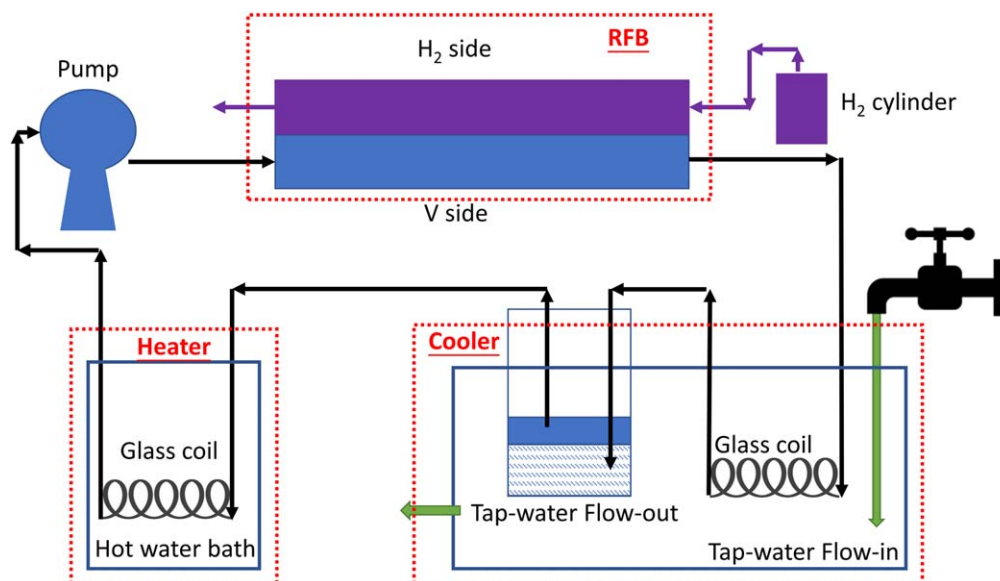 RFB
H₂ side
Pump
H₂ cylinder
V side
Heater
Cooler
Glass coil
Glass coil
Tap-water Flow-out
Hot water bath
Tap-water Flow-in